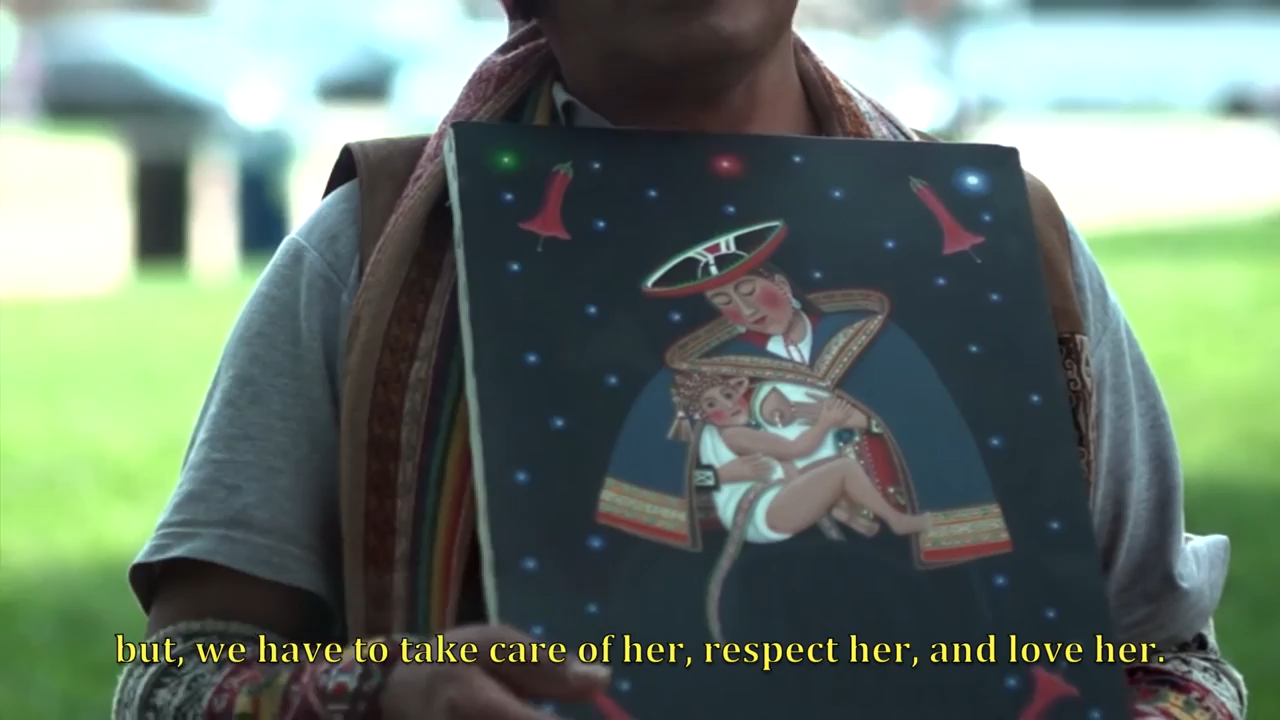 but, we have to take care of her, respect her, and love her.